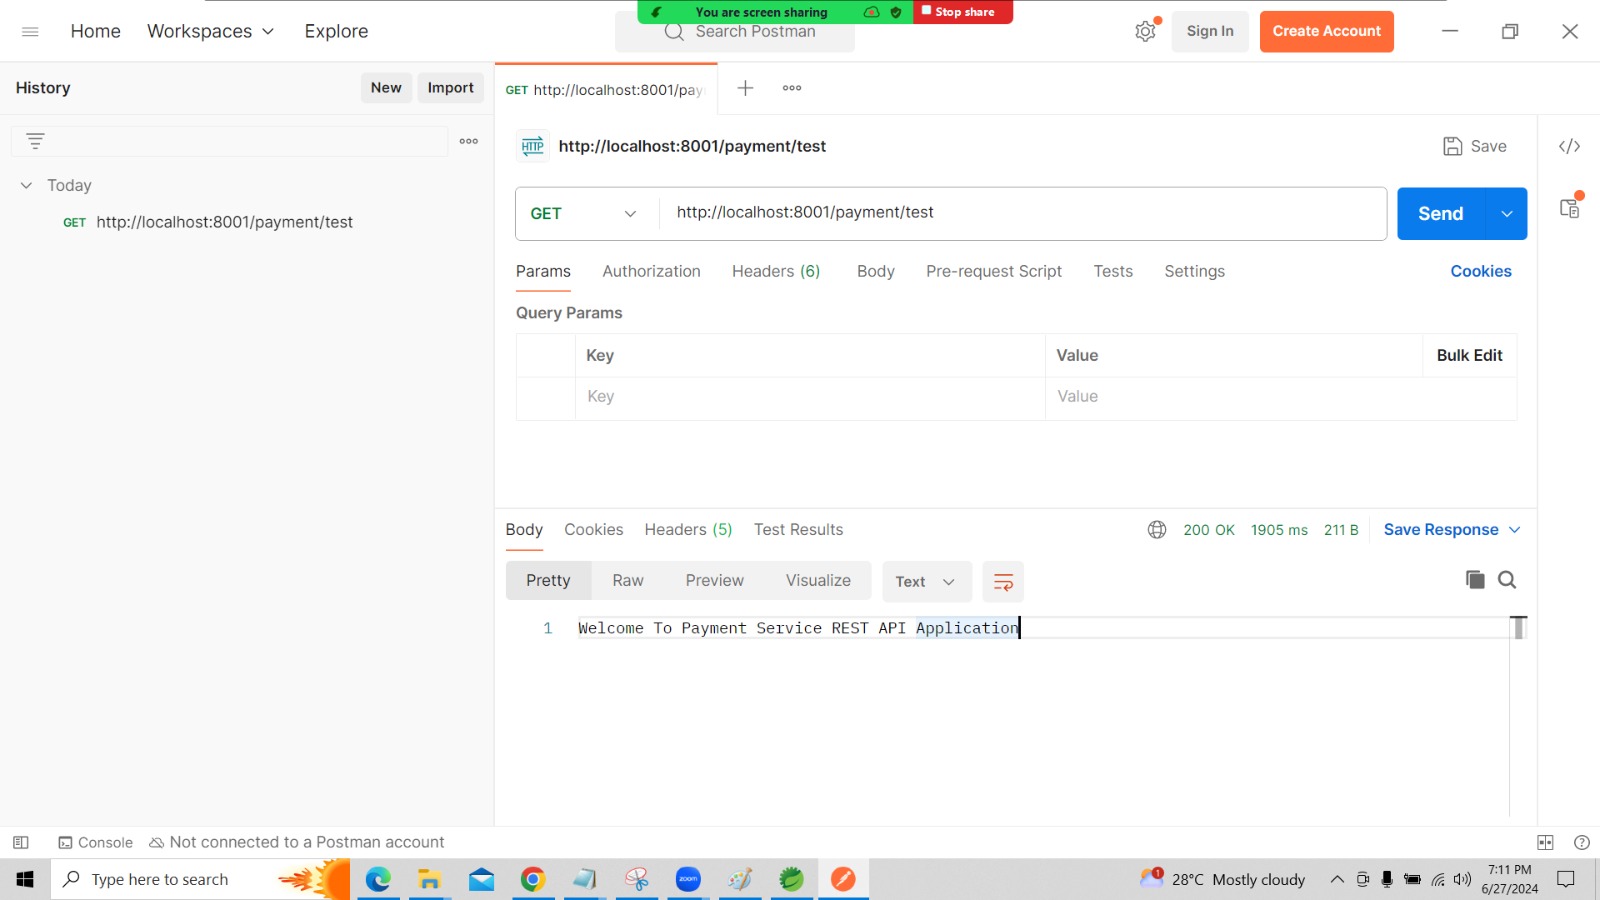 You are screen sharing
Stop share
Home
Workspaces
Explore
Search Postman
Sign In
Create Account
History
New
Import
GET http://localhost:8001/pay
HTTP
http://localhost:8001/payment/test
Save
Today
GET http://localhost:8001/payment/test
GET
http://localhost:8001/payment/test
Send
Params
Authorization
Headers (6)
Body
Pre-request Script
Tests
Settings
Cookies
Query Params
Key
Value
Bulk Edit
Key
Value
Body
Cookies
Headers (5)
Test Results
200 OK
1905 ms
211 B
Save Response
Pretty
Raw
Preview
Visualize
Text
1
Welcome To Payment Service REST API Application
Console
Not connected to a Postman account
Type here to search
zoom
1
28°C Mostly cloudy
7:11 PM
6/27/2024